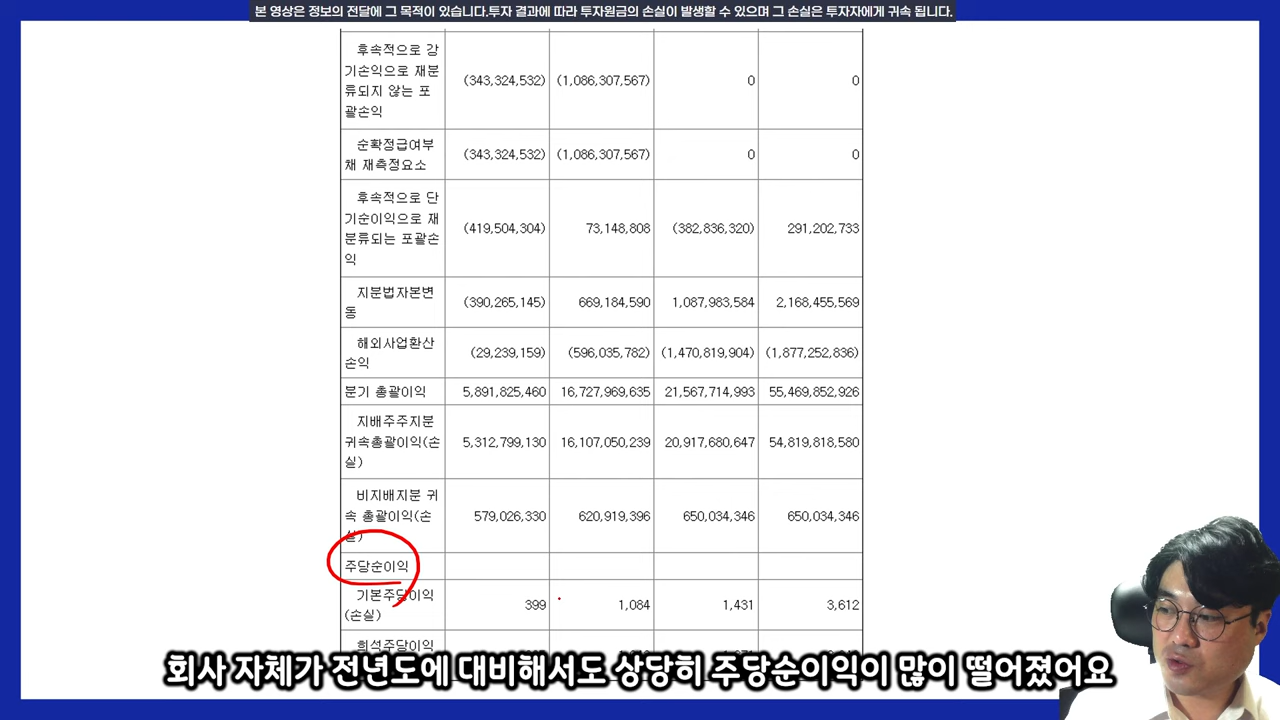 본 영상은 정보의 전달에 그 목적이 있습니다.투자 결과에 따라 투자원금의 손실이 발생할 수 있으며 그 손실은 투자자에게 귀속 됩니다.
후속적으로 강
기손익으로 재분
류되지 않는 포
괄손익
(343,324,532) (1,086,307,567) 0 0
순확정급여부
채 재측정요소
(343,324,532) (1,086,307,567) 0 0
후속적으로 단
기순이익으로 재
분류되는 포괄손
익
(419,504,304) 73,148,808 (382,836,320) 291,202,733
지분법자본변
동
(390,265,145) 669,184,590 1,087,983,584 2,168,455,569
해외사업환산
손익
(29,239,159) (596,035,782) (1,470,819,904) (1,877,252,836)
분기 총괄이익 5,891,825,460 16,727,969,635 21,567,714,993 55,469,852,926
지배주주지분
귀속총괄이익(손
실)
5,312,799,130 16,107,050,239 20,917,680,647 54,819,818,580
비지배지분 귀
속 총괄이익(손
실)
579,026,330 620,919,396 650,034,346 650,034,346
주당순이익
기본주당이익
(손실)
399 1,084 1,431 3,612
희석주당이익
회사 자체가 전년도에 대비해서도 상당히 주당순이익이 많이 떨어졌어요